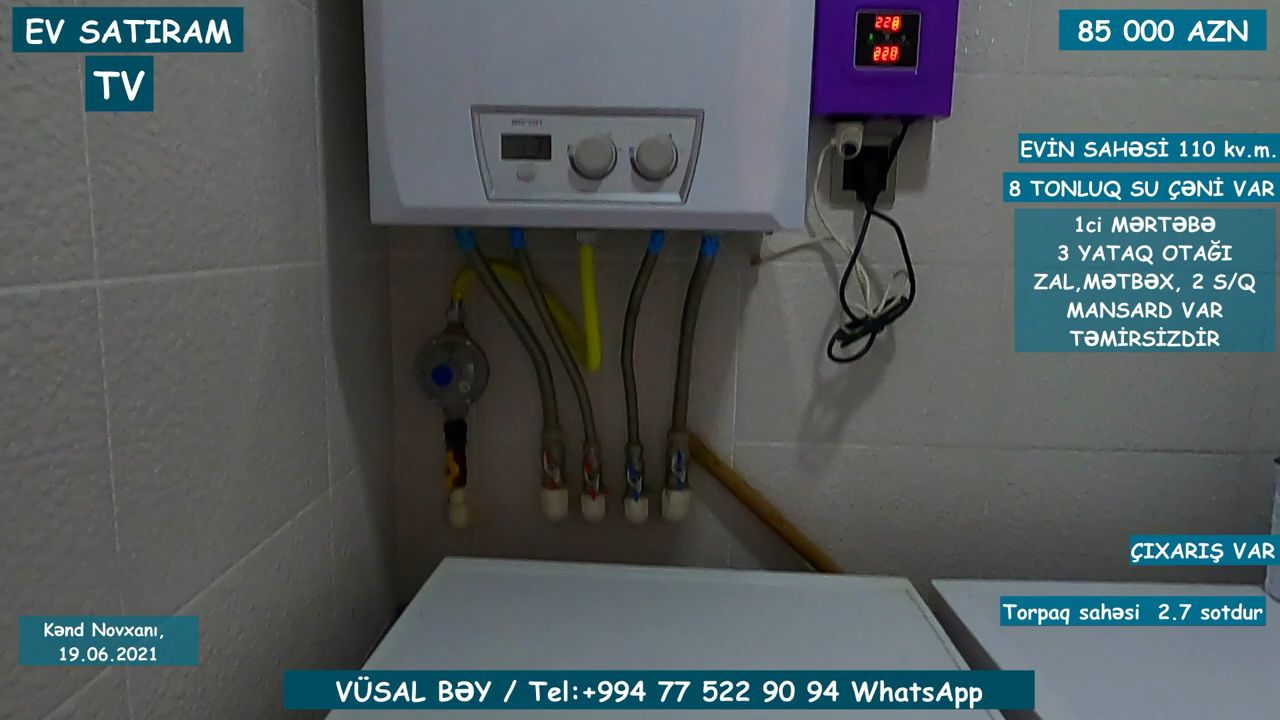 EV SATIRAM
TV
85 000 AZN
228
220
EVİN SAHƏSİ 110 kv.m.
8 TONLUQ SU ÇƏNİ VAR
1ci MƏRTƏBƏ
3 YATAQ OTAĞI
ZAL,MƏTBƏX, 2 S/Q
MANSARD VAR
TƏMİRSİZDİR
ÇIXARIŞ VAR
Torpaq sahəsi 2.7 sotdur
Kənd Novxanı,
19.06.2021
VÜSAL BƏY / Tel:+994 77 522 90 94 WhatsApp